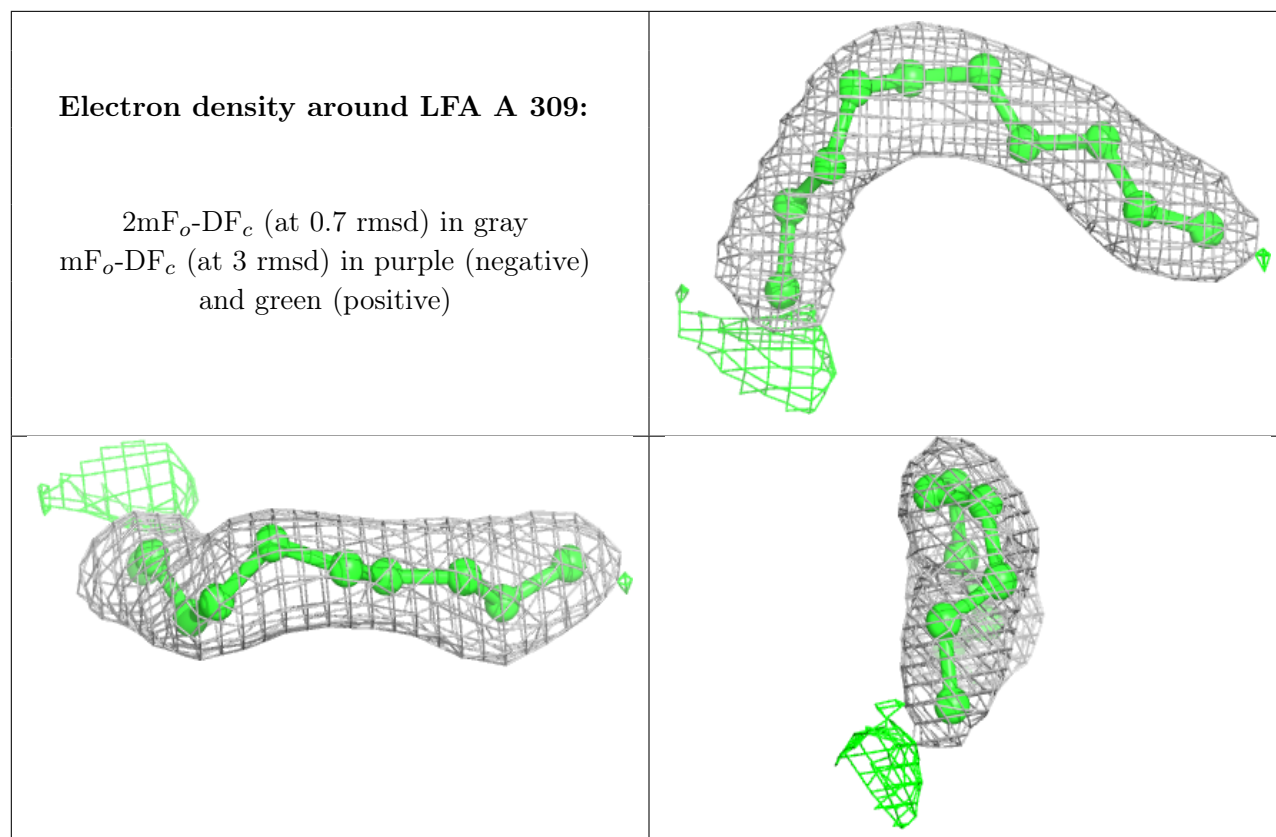 Electron density around LFA A 309:
2mFo-DFc (at 0.7 rmsd) in gray
mFo-DFc (at 3 rmsd) in purple (negative)
and green (positive)